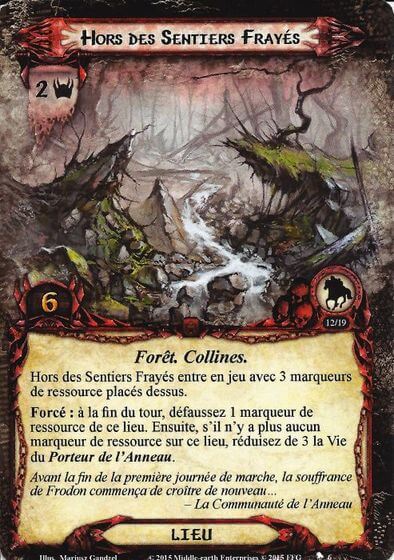 Hors des Sentiers Frayés
2
6
12/19
Forêt. Collines.
Hors des Sentiers Frayés entre en jeu avec 3 marqueurs
de ressource placés dessus.
Forcé : à la fin du tour, défaussez 1 marqueur de
ressource de ce lieu. Ensuite, s'il n'y a plus aucun
marqueur de ressource sur ce lieu, réduisez de 3 la Vie
du Porteur de l'Anneau.
Avant la fin de la première journée de marche, la souffrance
de Frodon commença de croître de nouveau...
– La Communauté de l'Anneau
LIEU
Illus. Mariusz Gandzel © 2015 Middle-earth Enterprises © 2015 FFG 6